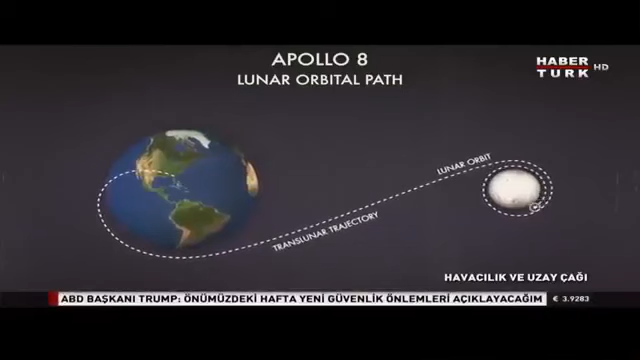 APOLLO 8
LUNAR ORBITAL PATH
HABER
TÜRK HD
LUNAR ORBIT
TRANSLUNAR TRAJECTORY
HAVACILIK VE UZAY ÇAĞI
ABD BAŞKANI TRUMP: ÖNÜMÜZDEKİ HAFTA YENİ GÜVENLİK ÖNLEMLERİ AÇIKLAYACAĞIM € 3.9283